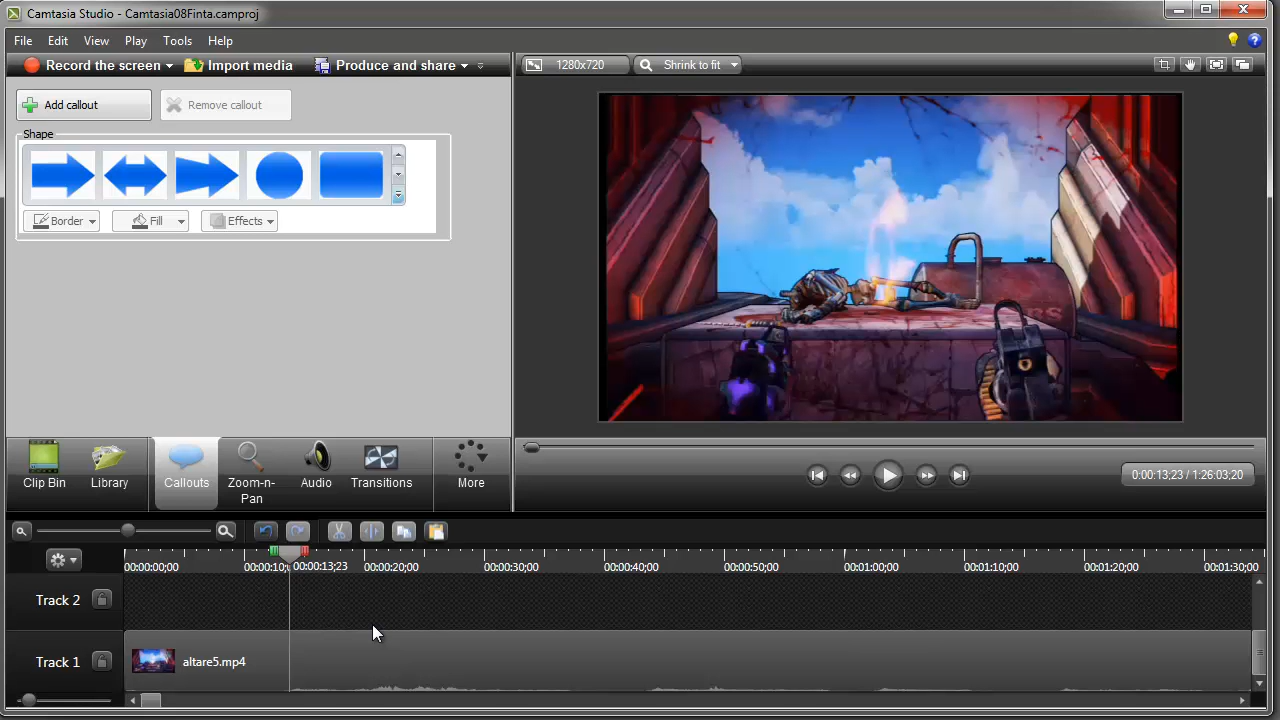 Camtasia Studio - Camtasia08Finta.camproj
File Edit View Play Tools Help
Record the screen Import media Produce and share
1280x720 Shrink to fit
Add callout Remove callout
Shape
Border Fill Effects
Clip Bin Library Callouts Zoom-n-Pan Audio Transitions More
0:00:13;23 / 1:26:03;20
00:00:00;00 00:00:10; 00:00:13;23 00:00:20;00 00:00:30;00 00:00:40;00 00:00:50;00 00:01:00;00 00:01:10;00 00:01:20;00 00:01:30;00
Track 2
Track 1 altare5.mp4